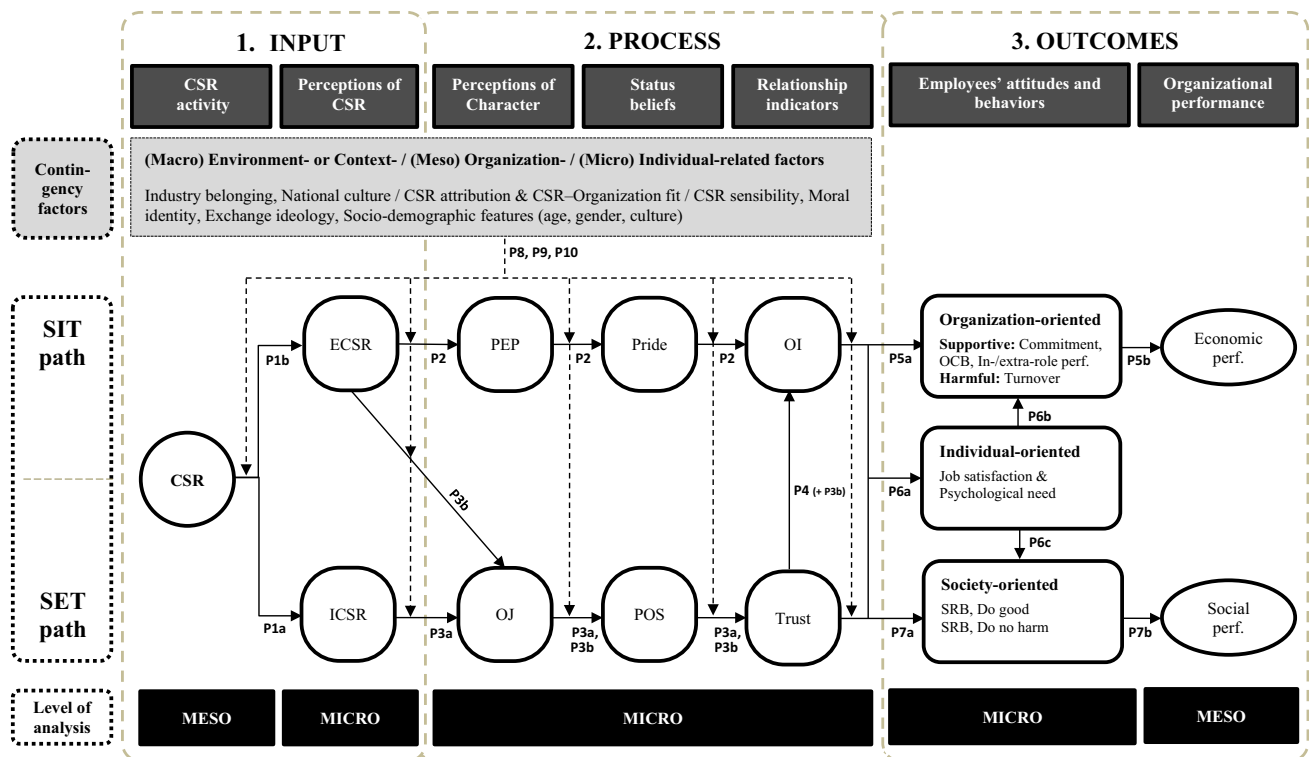 1. INPUT
2. PROCESS
3. OUTCOMES
CSR
activity
Perceptions of
CSR
Perceptions of
Character
Status
beliefs
Relationship
indicators
Employees' attitudes and
behaviors
Organizational
performance
Contin-
gency
factors
(Macro) Environment- or Context- / (Meso) Organization- / (Micro) Individual-related factors
Industry belonging, National culture / CSR attribution & CSR–Organization fit / CSR sensibility, Moral
identity, Exchange ideology, Socio-demographic features (age, gender, culture)
P8, P9, P10
SIT
path
P1b
ECSR
P2
PEP
P2
Pride
P2
OI
P5a
Organization-oriented
Supportive: Commitment,
OCB, In-/extra-role perf.
Harmful: Turnover
P5b
Economic
perf.
P6b
CSR
P3b
P4 (+ P3b)
P6a
Individual-oriented
Job satisfaction &
Psychological need
P6c
SET
path
P1a
ICSR
P3a
OJ
P3a,
P3b
POS
P3a,
P3b
Trust
P7a
Society-oriented
SRB, Do good
SRB, Do no harm
P7b
Social
perf.
Level of
analysis
MESO
MICRO
MICRO
MICRO
MESO